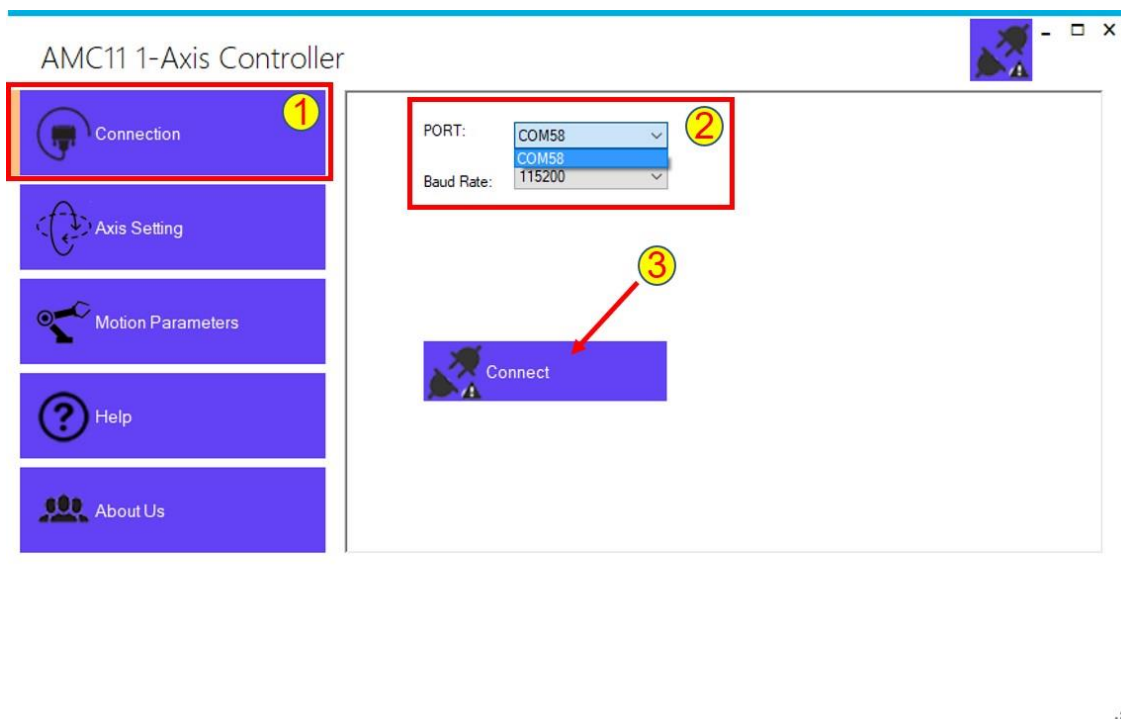 AMC11 1-Axis Controller
Connection
1
PORT:
COM58
2
COM58
Baud Rate:
115200
Axis Setting
3
Motion Parameters
Connect
Help
About Us